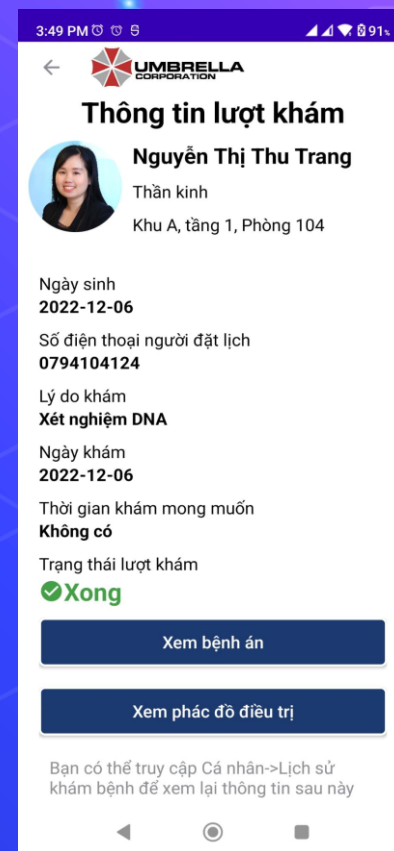 3:49 PM
91%
UMBRELLA
CORPORATION
Thông tin lượt khám
Nguyễn Thị Thu Trang
Thần kinh
Khu A, tầng 1, Phòng 104
Ngày sinh
2022-12-06
Số điện thoại người đặt lịch
0794104124
Lý do khám
Xét nghiệm DNA
Ngày khám
2022-12-06
Thời gian khám mong muốn
Không có
Trạng thái lượt khám
Xong
Xem bệnh án
Xem phác đồ điều trị
Bạn có thể truy cập Cá nhân->Lịch sử
khám bệnh để xem lại thông tin sau này